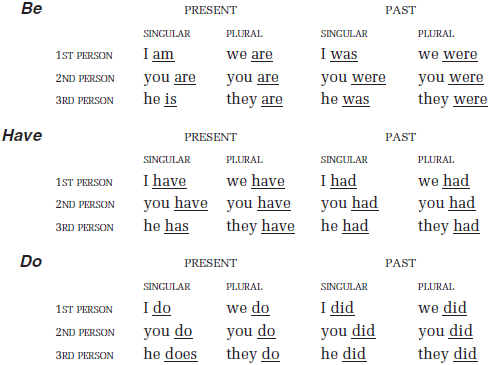 Be PRESENT PAST
SINGULAR PLURAL SINGULAR PLURAL
1ST PERSON I am we are I was we were
2ND PERSON you are you are you were you were
3RD PERSON he is they are he was they were
Have PRESENT PAST
SINGULAR PLURAL SINGULAR PLURAL
1ST PERSON I have we have I had we had
2ND PERSON you have you have you had you had
3RD PERSON he has they have he had they had
Do PRESENT PAST
SINGULAR PLURAL SINGULAR PLURAL
1ST PERSON I do we do I did we did
2ND PERSON you do you do you did you did
3RD PERSON he does they do he did they did